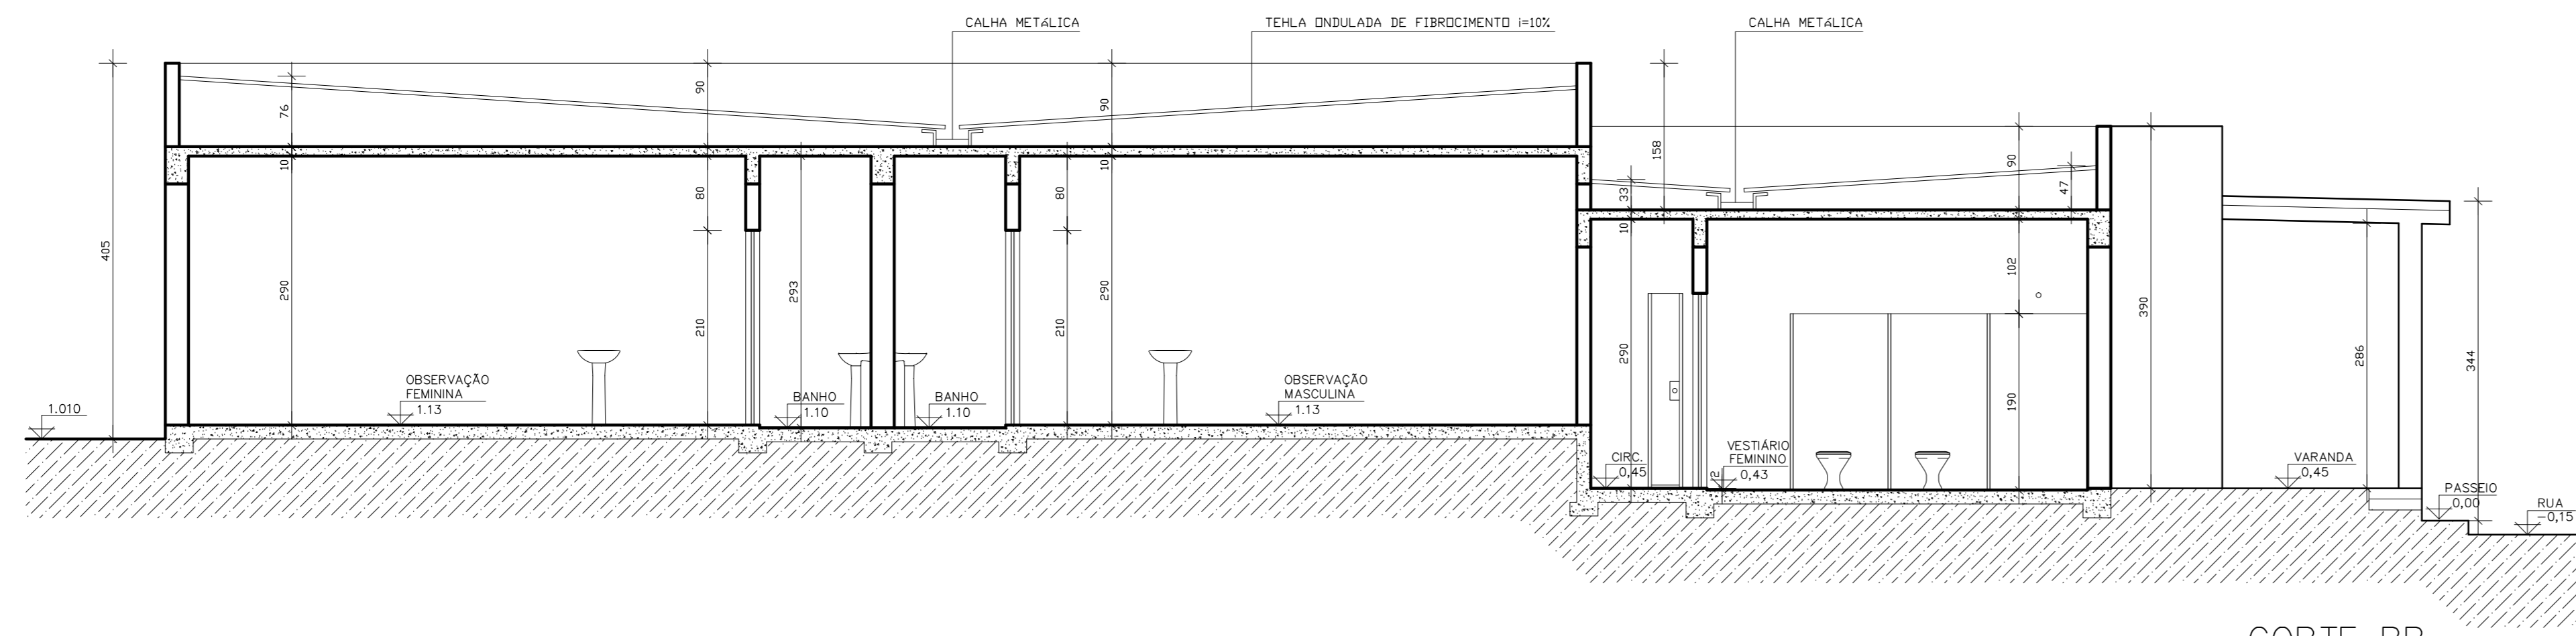 CALHA METáLICA
TEHLA ONDULADA DE FIBROCIMENTO i=10%
CALHA METáLICA
405
76
10
290
90
80
210
293
80
210
90
10
290
158
33
10
290
90
102
190
47
390
286
344
1.010
OBSERVAÇÃO
FEMININA
1.13
BANHO
1.10
BANHO
1.10
OBSERVAÇÃO
MASCULINA
1.13
CIRC.
0,45
VESTIÁRIO
FEMININO
0,43
VARANDA
0,45
PASSEIO
0,00
RUA
-0,15
CORTE BB